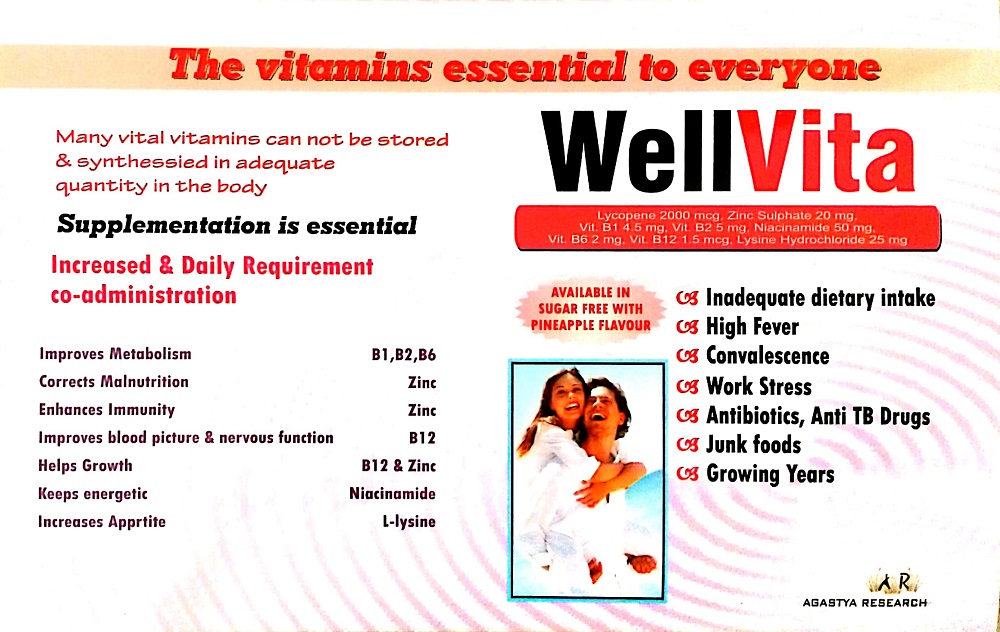 The vitamins essential to everyone
Many vital vitamins can not be stored
& synthessied in adequate
quantity in the body
Supplementation is essential
Increased & Daily Requirement
co-administration
Improves Metabolism B1,B2,B6
Corrects Malnutrition Zinc
Enhances Immunity Zinc
Improves blood picture & nervous function B12
Helps Growth B12 & Zinc
Keeps energetic Niacinamide
Increases Apprtite L-lysine
WellVita
Lycopene 2000 mcg, Zinc Sulphate 20 mg,
Vit. B1 4.5 mg, Vit. B2 5 mg, Niacinamide 50 mg,
Vit. B6 2 mg, Vit. B12 1.5 mcg, Lysine Hydrochloride 25 mg
AVAILABLE IN
SUGAR FREE WITH
PINEAPPLE FLAVOUR
Inadequate dietary intake
High Fever
Convalescence
Work Stress
Antibiotics, Anti TB Drugs
Junk foods
Growing Years
AR
AGASTYA RESEARCH